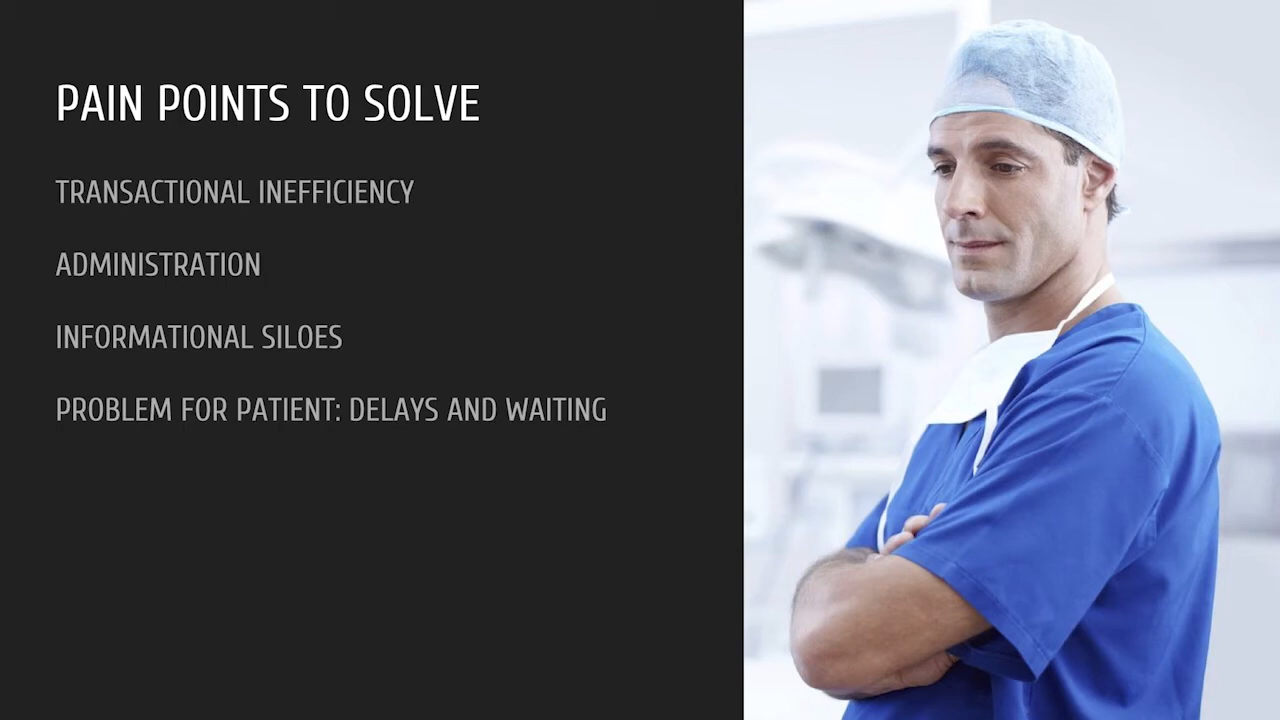 PAIN POINTS TO SOLVE
TRANSACTIONAL INEFFICIENCY
ADMINISTRATION
INFORMATIONAL SILOES
PROBLEM FOR PATIENT: DELAYS AND WAITING